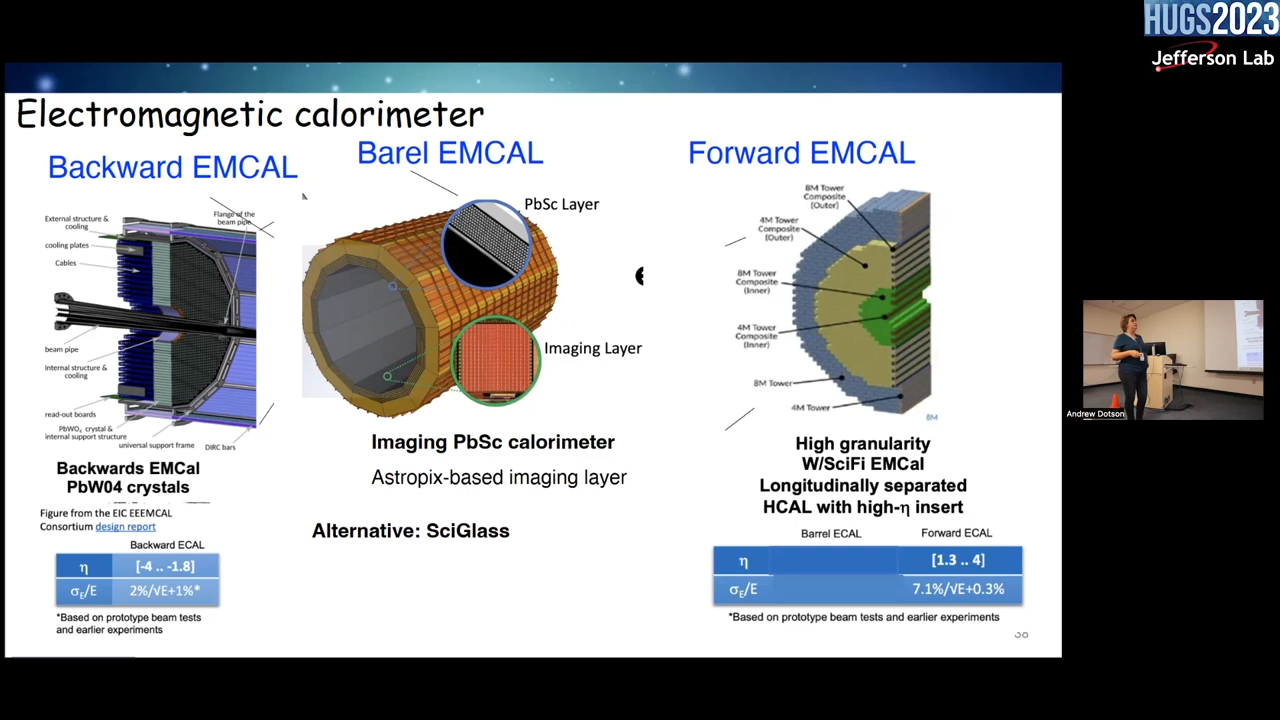 HUGS2023
Jefferson Lab
Electromagnetic calorimeter
Backward EMCAL
Barel EMCAL
Forward EMCAL
External structure &
cooling
cooling plates
Cables
Flange of the
beam pipe
beam pipe
Internal structure &
cooling
read-out boards
PbWO₄ crystal &
internal support structure
universal support frame
DIRC bars
Backwards EMCal
PbW04 crystals
Figure from the EIC EEEMCAL
Consortium design report
Backward ECAL
η
[-4 .. -1.8]
σE/E
2%/√E+1%*
*Based on prototype beam tests
and earlier experiments
PbSc Layer
Imaging Layer
Imaging PbSc calorimeter
Astropix-based imaging layer
Alternative: SciGlass
8M Tower
Composite
(Outer)
4M Tower
Composite
(Outer)
8M Tower
Composite
(Inner)
4M Tower
Composite
(Inner)
8M Tower
4M Tower
8M
High granularity
W/SciFi EMCal
Longitudinally separated
HCAL with high-η insert
Barrel ECAL
Forward ECAL
η
[1.3 .. 4]
σE/E
7.1%/√E+0.3%
*Based on prototype beam tests and earlier experiments
Andrew Dotson